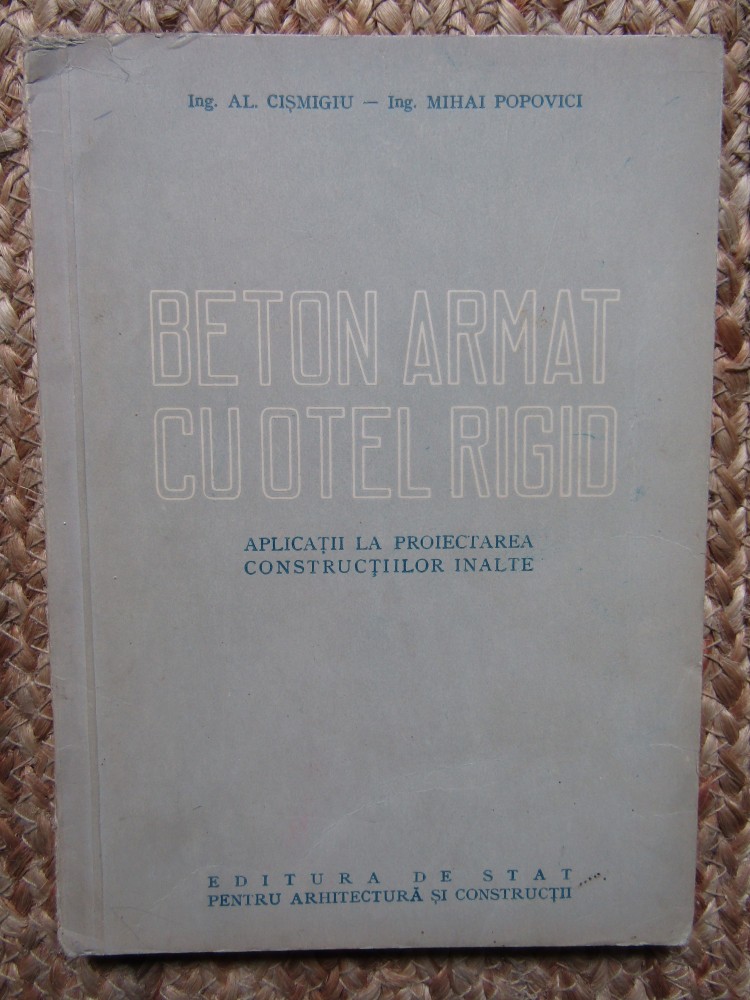 Ing. AL. CIȘMIGIU — Ing. MIHAI POPOVICI
BETON ARMAT
CU OTEL RIGID
APLICAȚII LA PROIECTAREA
CONSTRUCȚIILOR INALTE
EDITURA DE STAT
PENTRU ARHITECTURĂ ȘI CONSTRUCȚII